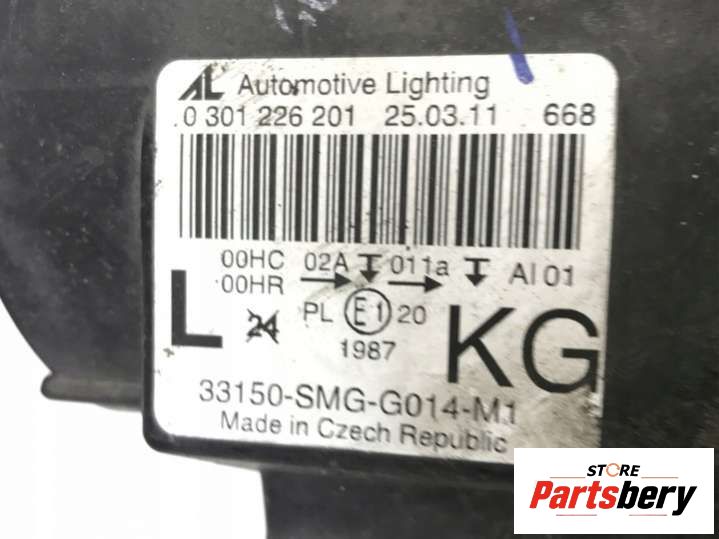 AL Automotive Lighting
0 301 226 201 25.03.11 668
00HC 02A 011a AI 01
00HR
L 24 PL E1 20 KG
1987
33150-SMG-G014-M1
Made in Czech Republic
STORE
Partsbery